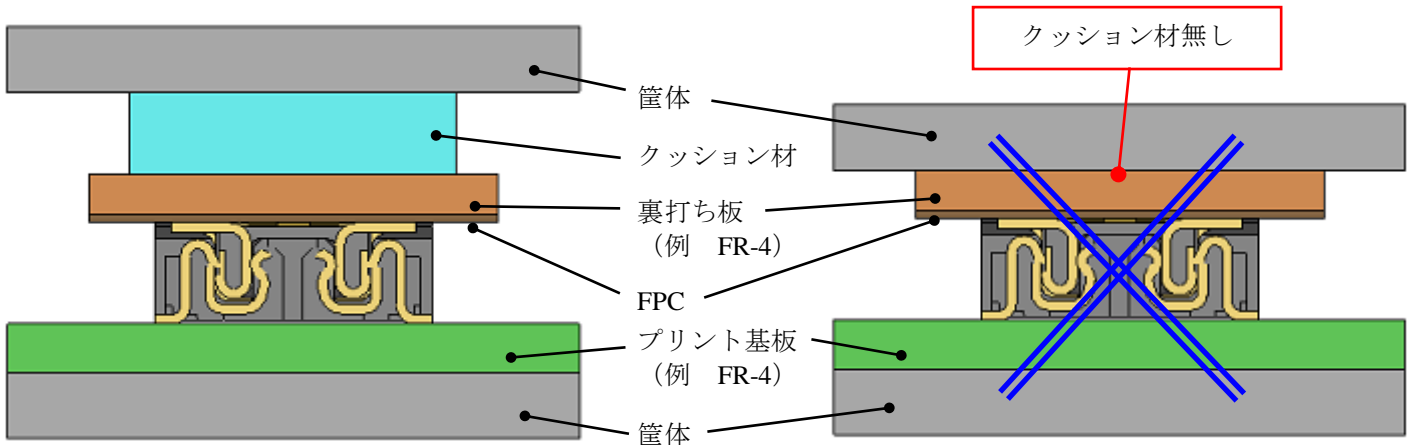 クッション材無し
筐体
クッション材
裏打ち板
（例　FR-4）
FPC
プリント基板
（例　FR-4）
筐体